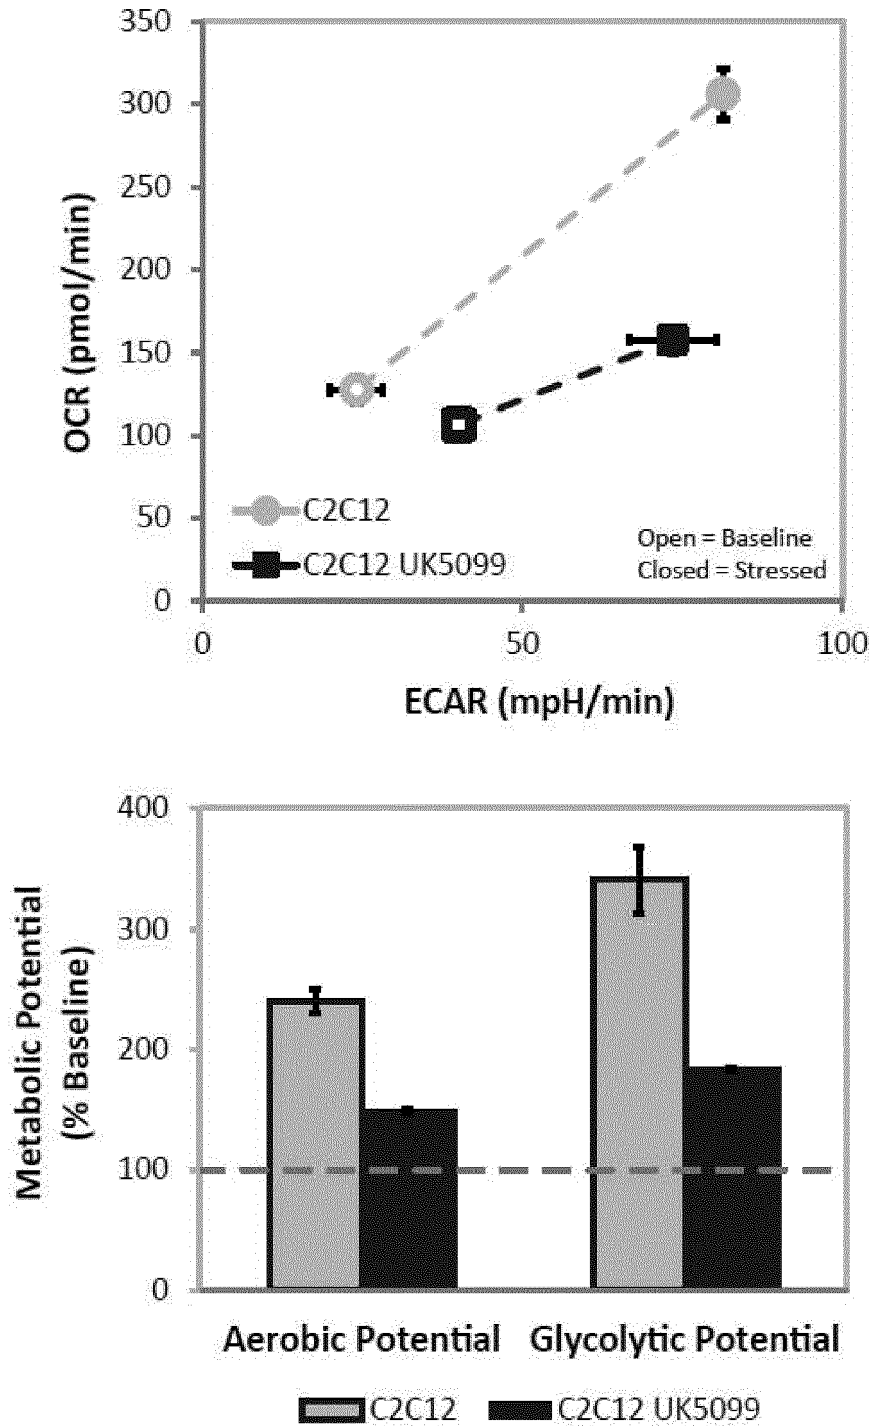 350
300
250
200
150
100
50
0
OCR (pmol/min)
C2C12
C2C12 UK5099
Open = Baseline
Closed = Stressed
0 50 100
ECAR (mpH/min)
400
300
200
100
0
Metabolic Potential
(% Baseline)
Aerobic Potential Glycolytic Potential
C2C12 C2C12 UK5099